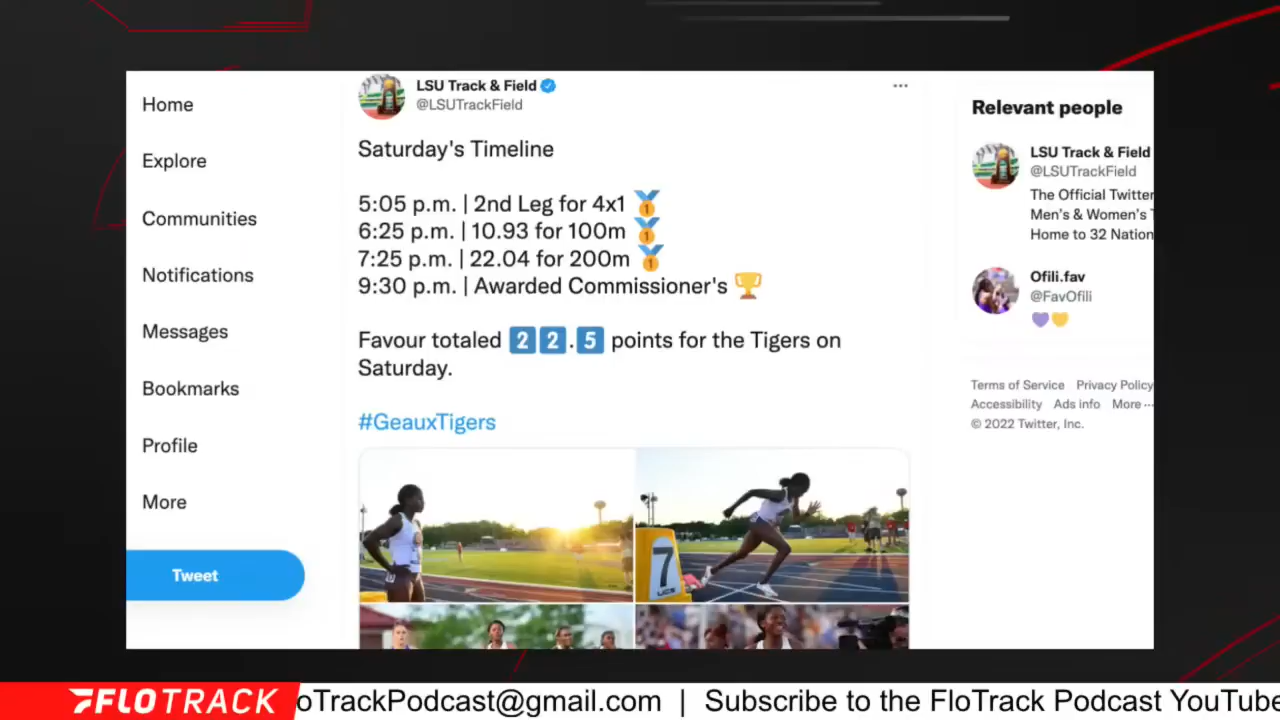 Home
Explore
Communities
Notifications
Messages
Bookmarks
Profile
More
Tweet
LSU Track & Field
@LSUTrackField
Saturday's Timeline
5:05 p.m. | 2nd Leg for 4x1 🥇
6:25 p.m. | 10.93 for 100m 🥇
7:25 p.m. | 22.04 for 200m 🥇
9:30 p.m. | Awarded Commissioner's 🏆
Favour totaled 2️⃣2️⃣.5️⃣ points for the Tigers on
Saturday.
#GeauxTigers
7
UCS
Relevant people
LSU Track & Field
@LSUTrackField
The Official Twitter
Men's & Women's T
Home to 32 Nation
Ofili.fav
@FavOfili
💜💛
Terms of Service Privacy Policy
Accessibility Ads info More ···
© 2022 Twitter, Inc.
FLOTRACK
oTrackPodcast@gmail.com | Subscribe to the FloTrack Podcast YouTube